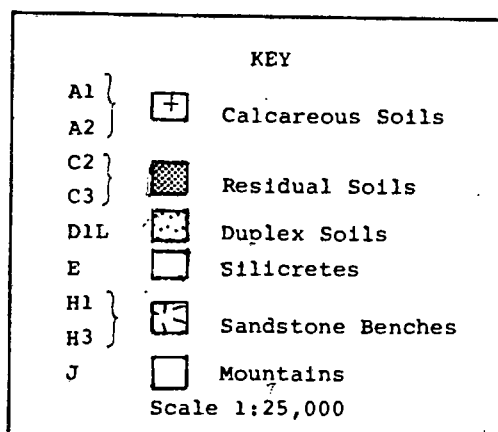 KEY
A1
A2 Calcareous Soils
C2
C3 Residual Soils
D1L Duplex Soils
E Silicretes
H1
H3 Sandstone Benches
J Mountains
Scale 1:25,000